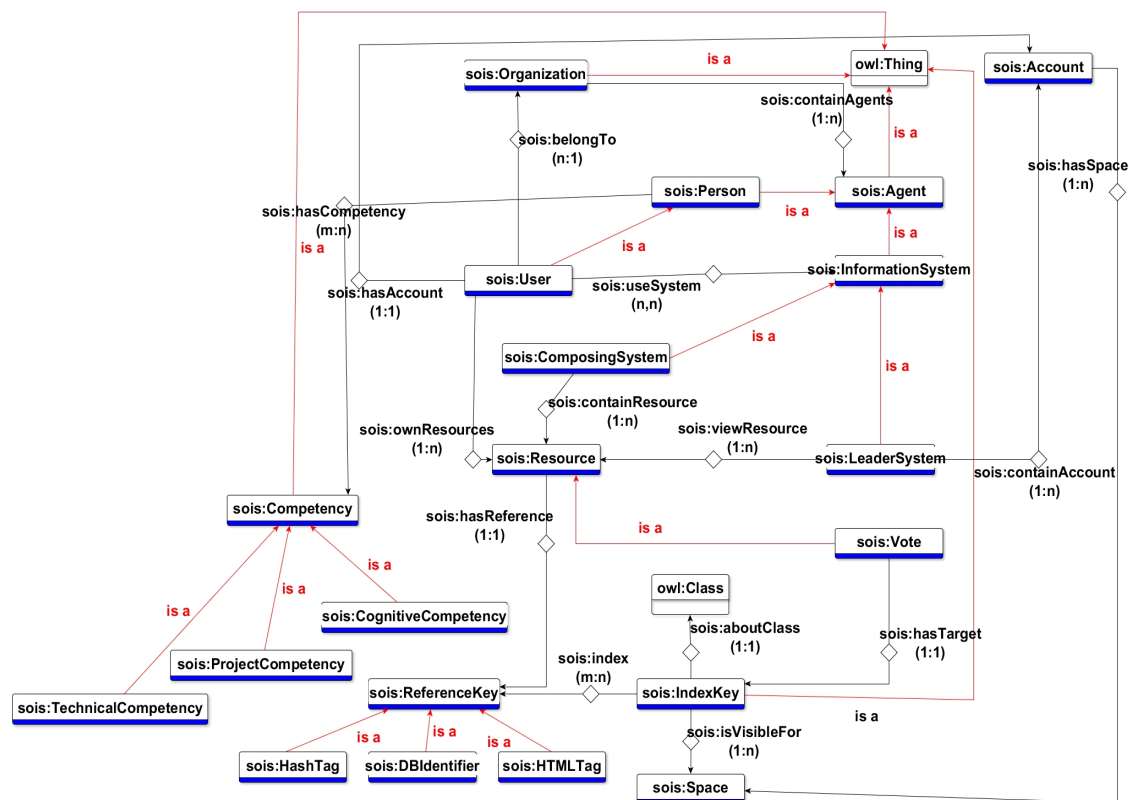 is a
owl:Thing
sois:Account
sois:Organization
sois:containAgents
(1:n)
is a
sois:belongTo
(n:1)
sois:hasSpace
(1:n)
sois:Person
sois:Agent
sois:hasCompetency
(m:n)
is a
is a
is a
is a
sois:User
sois:InformationSystem
sois:useSystem
(n,n)
sois:hasAccount
(1:1)
is a
sois:ComposingSystem
is a
sois:containResource
(1:n)
sois:ownResources
(1:n)
sois:viewResource
(1:n)
sois:Resource
sois:LeaderSystem
sois:containAccount
(1:n)
sois:Competency
sois:hasReference
(1:1)
is a
sois:Vote
is a
is a
is a
owl:Class
sois:CognitiveCompetency
sois:aboutClass
(1:1)
sois:hasTarget
(1:1)
sois:ProjectCompetency
sois:index
(m:n)
sois:ReferenceKey
sois:IndexKey
sois:TechnicalCompetency
is a
is a
is a
is a
sois:isVisibleFor
(1:n)
sois:HashTag
sois:DBIdentifier
sois:HTMLTag
sois:Space